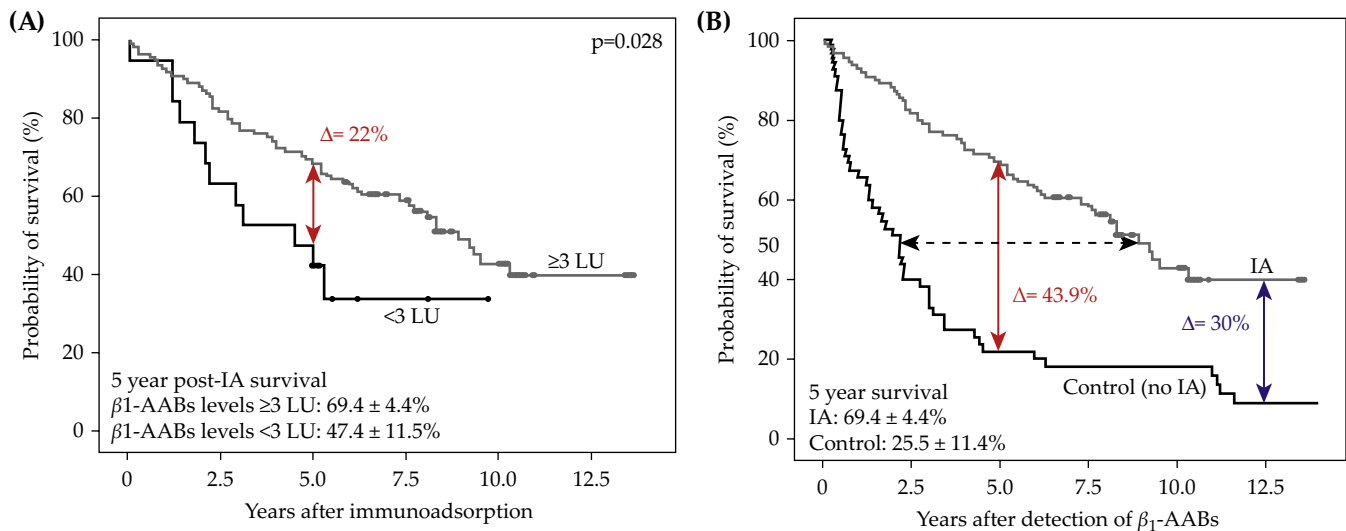 (A)
p=0.028
Probability of survival (%)
100
80
60
40
20
0
Δ= 22%
≥3 LU
<3 LU
5 year post-IA survival
β1-AABs levels ≥3 LU: 69.4 ± 4.4%
β1-AABs levels <3 LU: 47.4 ± 11.5%
0
2.5
5.0
7.5
10.0
12.5
Years after immunoadsorption
(B)
Probability of survival (%)
100
80
60
40
20
0
IA
Δ= 43.9%
Δ= 30%
Control (no IA)
5 year survival
IA: 69.4 ± 4.4%
Control: 25.5 ± 11.4%
0
2.5
5.0
7.5
10.0
12.5
Years after detection of β₁-AABs